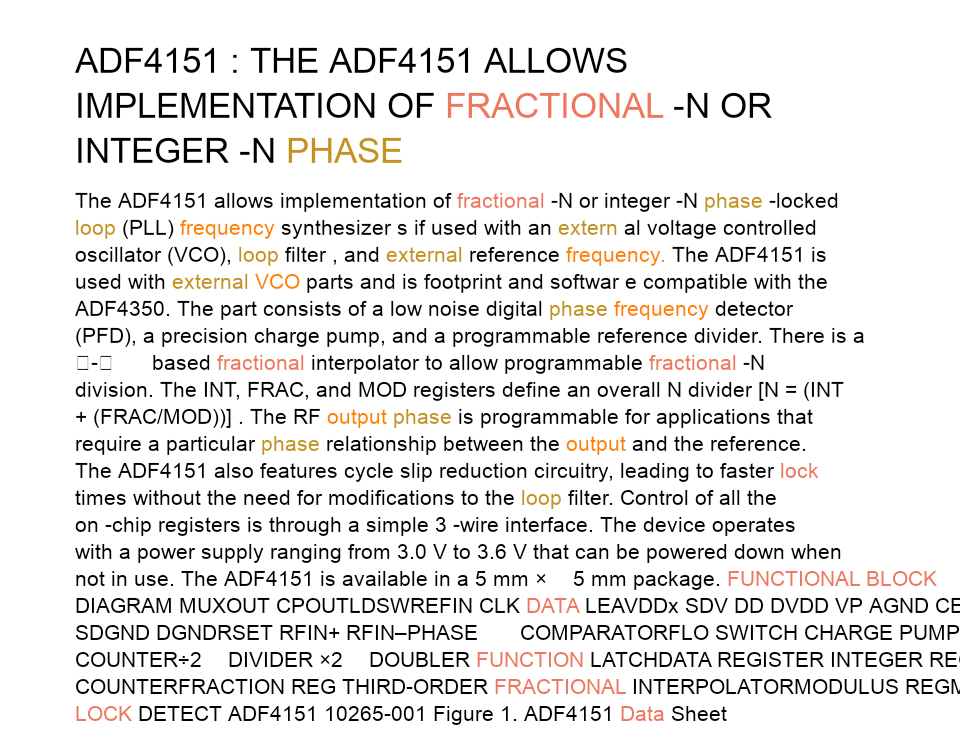 ADF4151 : THE ADF4151 ALLOWS
IMPLEMENTATION OF FRACTIONAL -N OR
INTEGER -N PHASE
The ADF4151 allows implementation of fractional -N or integer -N phase -locked
loop (PLL) frequency synthesizer s if used with an extern al voltage controlled
oscillator (VCO), loop filter , and external reference frequency. The ADF4151 is
used with external VCO parts and is footprint and softwar e compatible with the
ADF4350. The part consists of a low noise digital phase frequency detector
(PFD), a precision charge pump, and a programmable reference divider. There is a
□-□ based fractional interpolator to allow programmable fractional -N
division. The INT, FRAC, and MOD registers define an overall N divider [N = (INT
+ (FRAC/MOD))] . The RF output phase is programmable for applications that
require a particular phase relationship between the output and the reference.
The ADF4151 also features cycle slip reduction circuitry, leading to faster lock
times without the need for modifications to the loop filter. Control of all the
on -chip registers is through a simple 3 -wire interface. The device operates
with a power supply ranging from 3.0 V to 3.6 V that can be powered down when
not in use. The ADF4151 is available in a 5 mm × 5 mm package. FUNCTIONAL BLOCK
DIAGRAM MUXOUT CPOUTLDSWREFIN CLK DATA LEAVDDx SDV DD DVDD VP AGND CE
SDGND DGNDRSET RFIN+ RFIN–PHASE COMPARATORFLO SWITCH CHARGE PUMP
COUNTER÷2 DIVIDER ×2 DOUBLER FUNCTION LATCHDATA REGISTER INTEGER RE
COUNTERFRACTION REG THIRD-ORDER FRACTIONAL INTERPOLATORMODULUS REGM
LOCK DETECT ADF4151 10265-001 Figure 1. ADF4151 Data Sheet